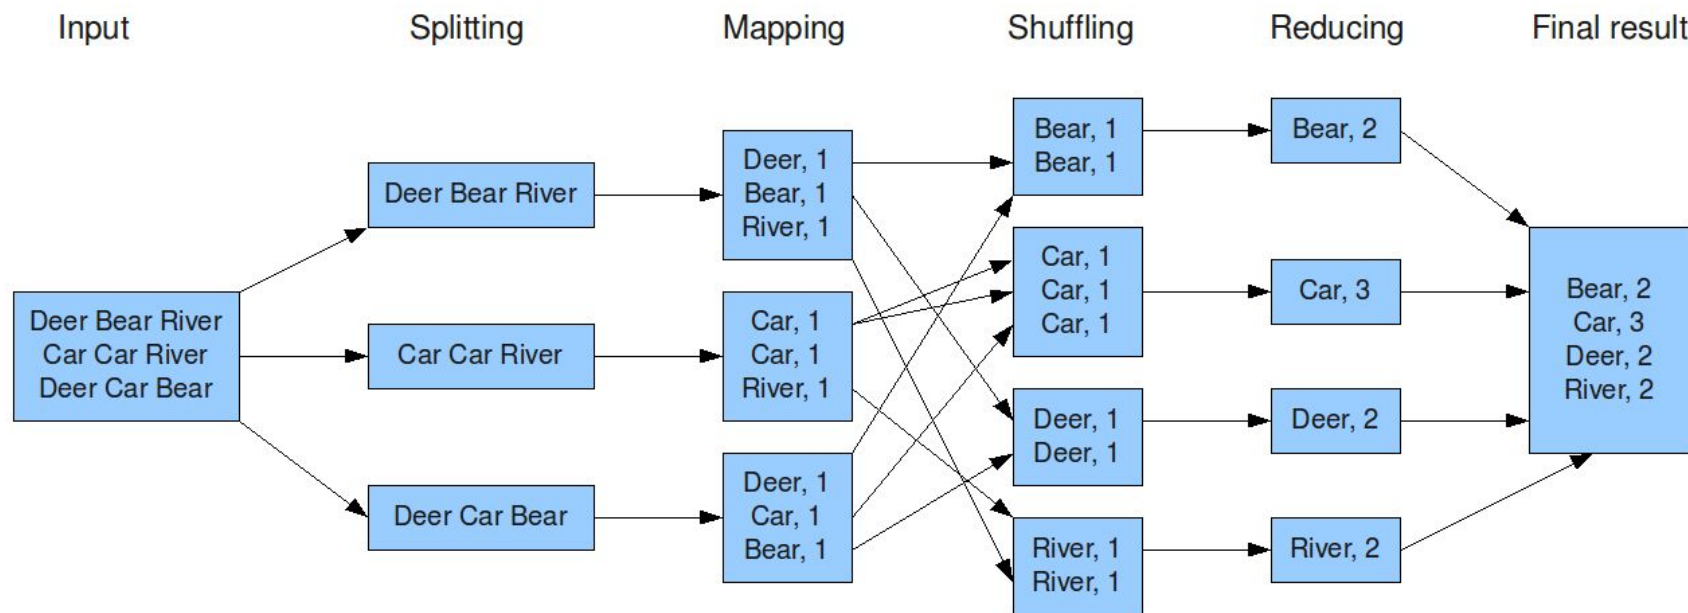 Input
Splitting
Mapping
Shuffling
Reducing
Final result
Deer Bear River
Car Car River
Deer Car Bear
Deer Bear River
Car Car River
Deer Car Bear
Deer, 1
Bear, 1
River, 1
Car, 1
Car, 1
River, 1
Deer, 1
Car, 1
Bear, 1
Bear, 1
Bear, 1
Car, 1
Car, 1
Car, 1
Deer, 1
Deer, 1
River, 1
River, 1
Bear, 2
Car, 3
Deer, 2
River, 2
Bear, 2
Car, 3
Deer, 2
River, 2